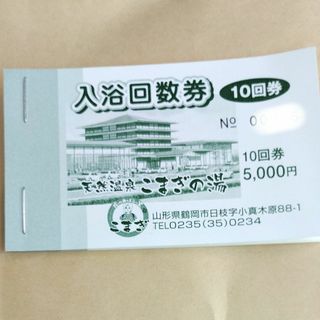 入浴回数券 10回券
No 0
10回券
5,000円
天然温泉 こまぎの湯
こまぎ
山形県鶴岡市日枝字小真木原88-1
TEL0235(35)0234